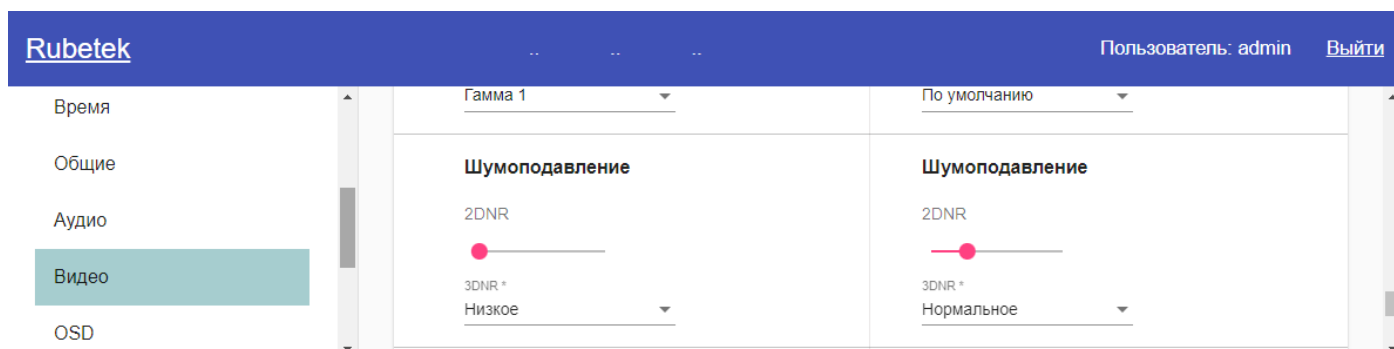 Rubetek
.. .. ..
Пользователь: admin
Выйти
Время
Общие
Аудио
Видео
OSD
Гамма 1
По умолчанию
Шумоподавление
2DNR
3DNR *
Низкое
Шумоподавление
2DNR
3DNR *
Нормальное